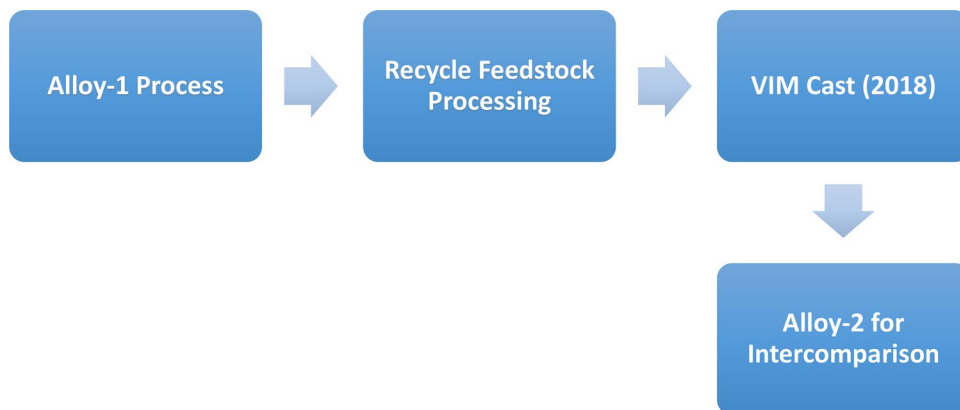 Alloy-1 Process
Recycle Feedstock
Processing
VIM Cast (2018)
Alloy-2 for
Intercomparison